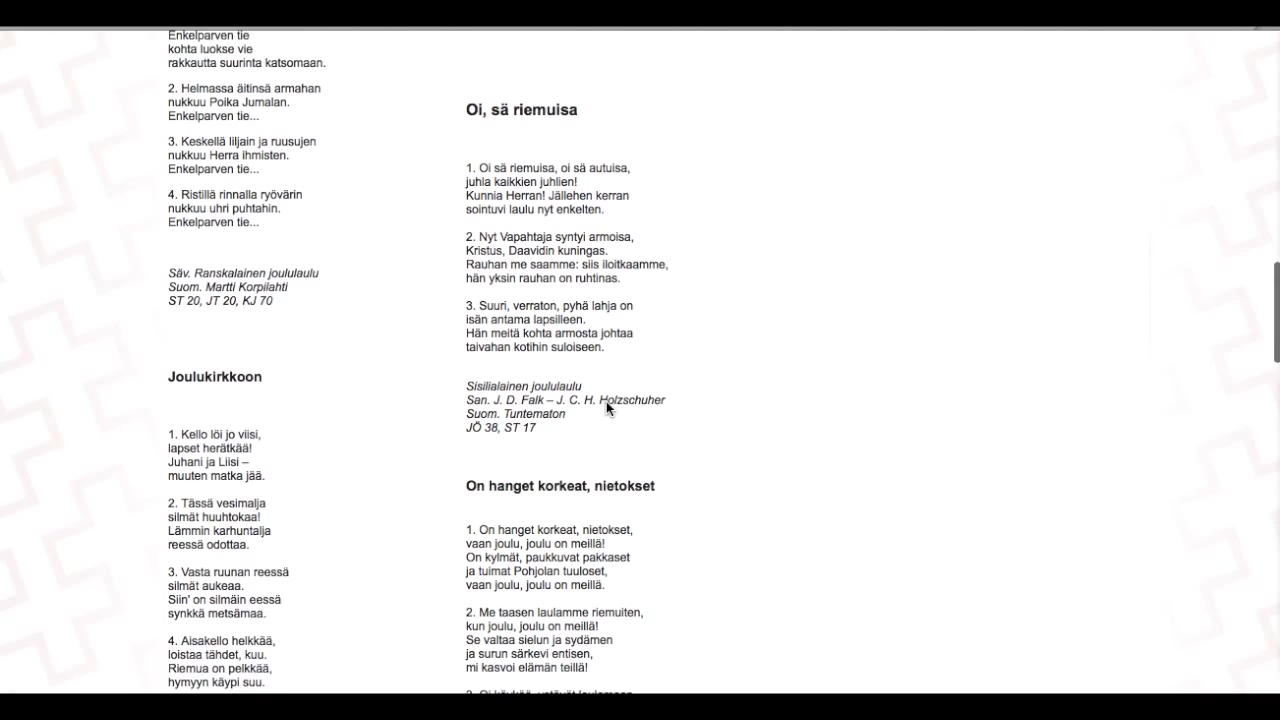 Enkelparven tie
kohta luokse vie
rakkautta suurinta katsomaan.
2. Helmassa äitinsä armahan
nukkuu Poika Jumalan.
Enkelparven tie...
3. Keskellä liljain ja ruusujen
nukkuu Herra ihmisten.
Enkelparven tie...
4. Ristillä rinnalla ryövärin
nukkuu uhri puhtahin.
Enkelparven tie...
Säv. Ranskalainen joululaulu
Suom. Martti Korpilahti
ST 20, JT 20, KJ 70
Joulukirkkoon
1. Kello löi jo viisi,
lapset herätkää!
Juhani ja Liisi –
muuten matka jää.
2. Tässä vesimalja
silmät huuhtokaa!
Lämmin karhuntalja
reessä odottaa.
3. Vasta ruunan reessä
silmät aukeaa.
Siin' on silmäin eessä
synkkä metsämaa.
4. Aisakello helkkää,
loistaa tähdet, kuu.
Riemua on pelkkää,
hymyyn käypi suu.
Oi, sä riemuisa
1. Oi sä riemuisa, oi sä autuisa,
juhla kaikkien juhlien!
Kunnia Herran! Jällehen kerran
sointuvi laulu nyt enkelten.
2. Nyt Vapahtaja syntyi armoisa,
Kristus, Daavidin kuningas.
Rauhan me saamme: siis iloitkaamme,
hän yksin rauhan on ruhtinas.
3. Suuri, verraton, pyhä lahja on
isän antama lapsilleen.
Hän meitä kohta armosta johtaa
taivahan kotihin suloiseen.
Sisilialainen joululaulu
San. J. D. Falk – J. C. H. Holzschuher
Suom. Tuntematon
JÖ 38, ST 17
On hanget korkeat, nietokset
1. On hanget korkeat, nietokset,
vaan joulu, joulu on meillä!
On kylmät, paukkuvat pakkaset
ja tuimat Pohjolan tuuloset,
vaan joulu, joulu on meillä.
2. Me taasen laulamme riemuiten,
kun joulu, joulu on meillä!
Se valtaa sielun ja sydämen
ja surun särkevi entisen,
mi kasvoi elämän teillä!